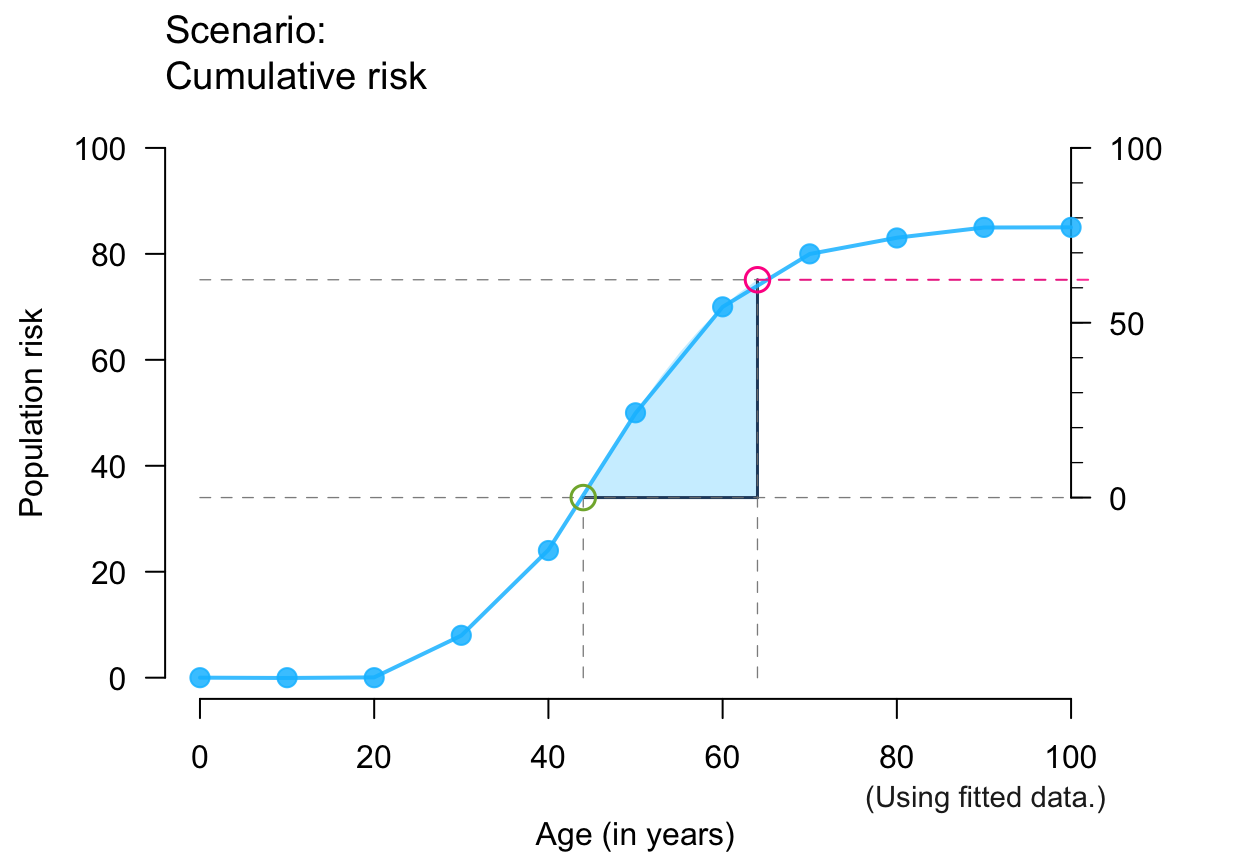 Scenario:
Cumulative risk
Population risk
100
80
60
40
20
0
100
50
0
0 20 40 60 80 100
(Using fitted data.)
Age (in years)